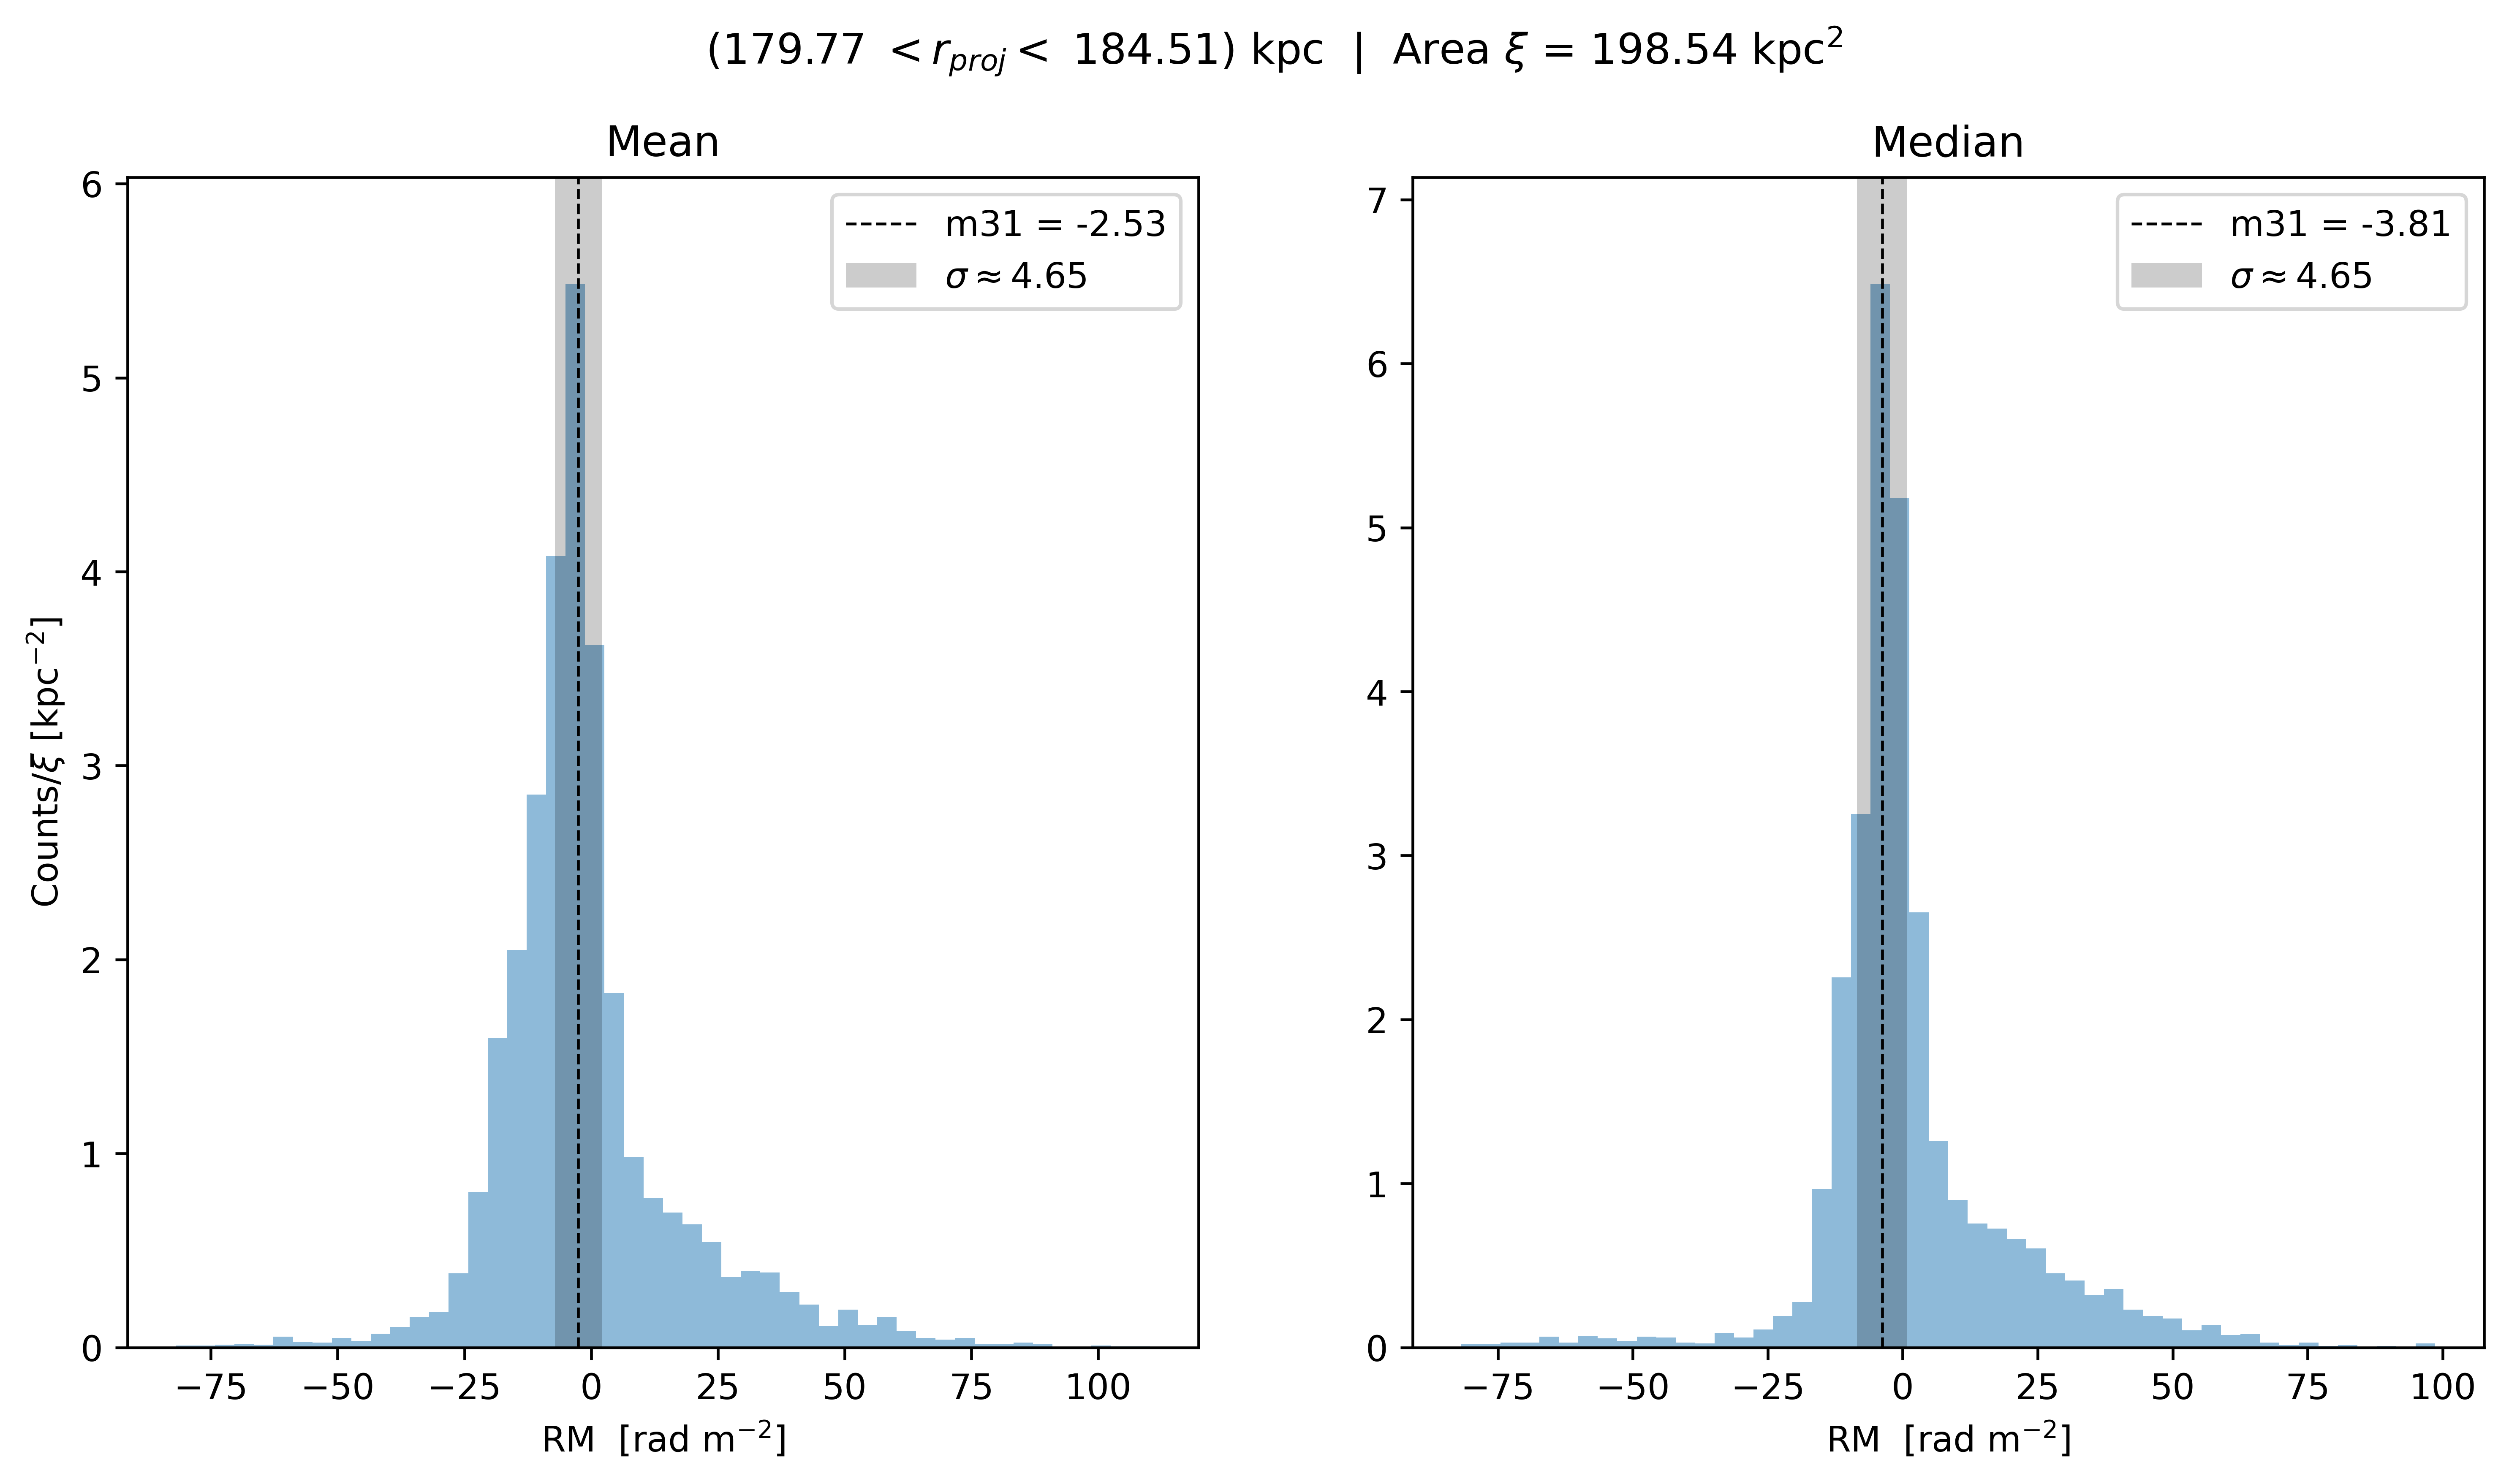 (179.77 < r_proj < 184.51) kpc | Area ξ = 198.54 kpc²
Mean
m31 = -2.53
σ ≈ 4.65
6
5
4
3
2
1
0
Counts/ξ [kpc⁻²]
−75 −50 −25 0 25 50 75 100
RM [rad m⁻²]
Median
m31 = -3.81
σ ≈ 4.65
7
6
5
4
3
2
1
0
−75 −50 −25 0 25 50 75 100
RM [rad m⁻²]